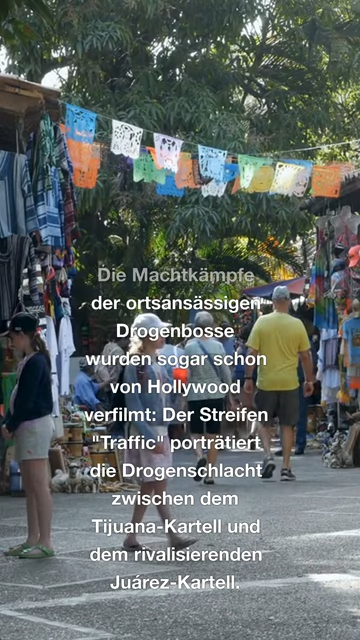 Die Machtkämpfe
der ortsansässigen
Drogenbosse
wurden sogar schon
von Hollywood
verfilmt: Der Streifen
"Traffic" porträtiert
die Drogenschlacht
zwischen dem
Tijuana-Kartell und
dem rivalisierenden
Juárez-Kartell.